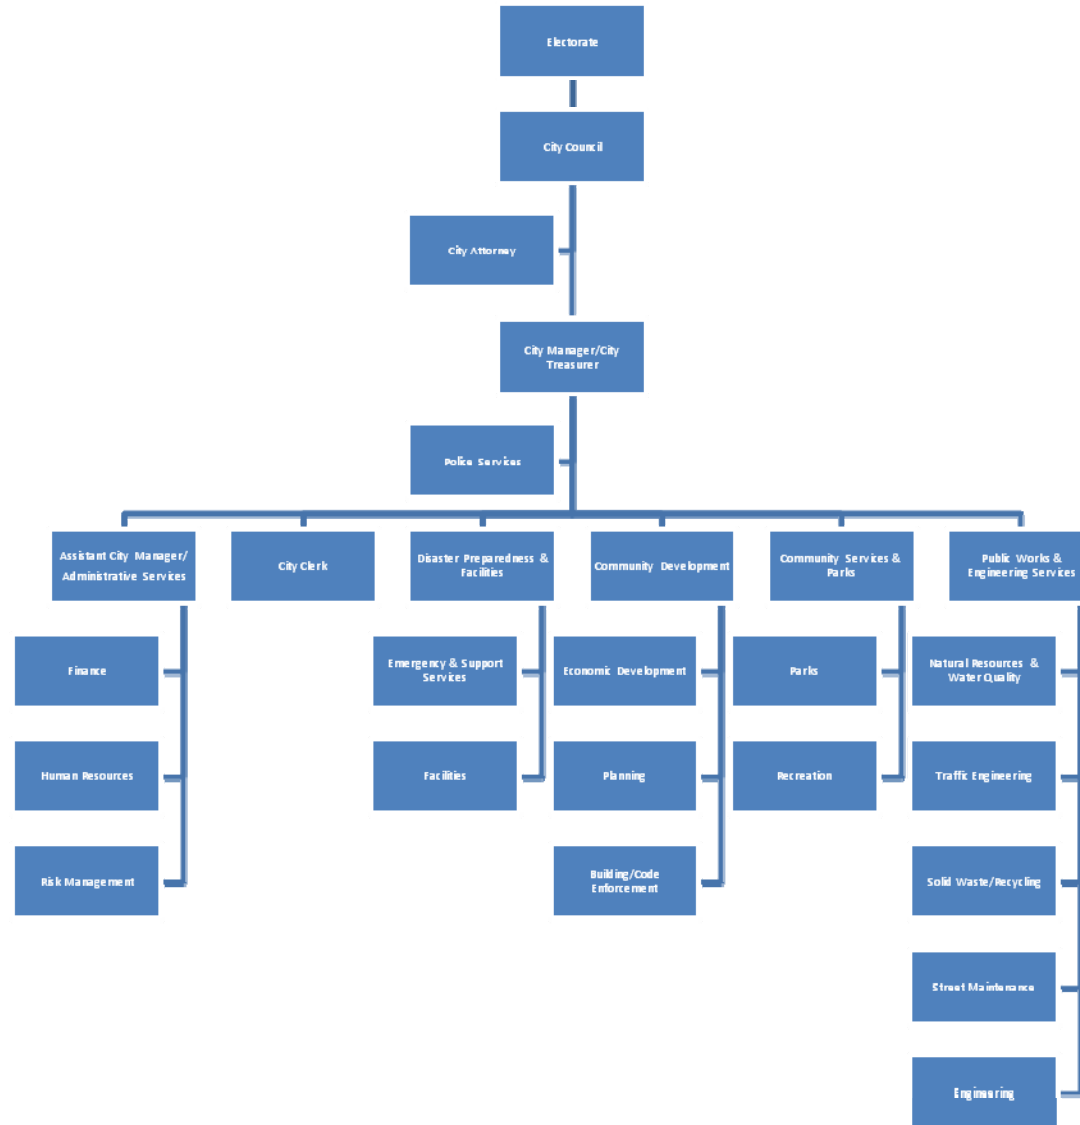 Electorate
City Council
City Attorney
City Manager/City
Treasurer
Police Services
Assistant City Manager/
Administrative Services
City Clerk
Disaster Preparedness &
Facilities
Community Development
Community Services &
Parks
Public Works &
Engineering Services
Finance
Emergency & Support
Services
Economic Development
Parks
Natural Resources &
Water Quality
Human Resources
Facilities
Planning
Recreation
Traffic Engineering
Risk Management
Building/Code
Enforcement
Solid Waste/Recycling
Street Maintenance
Engineering